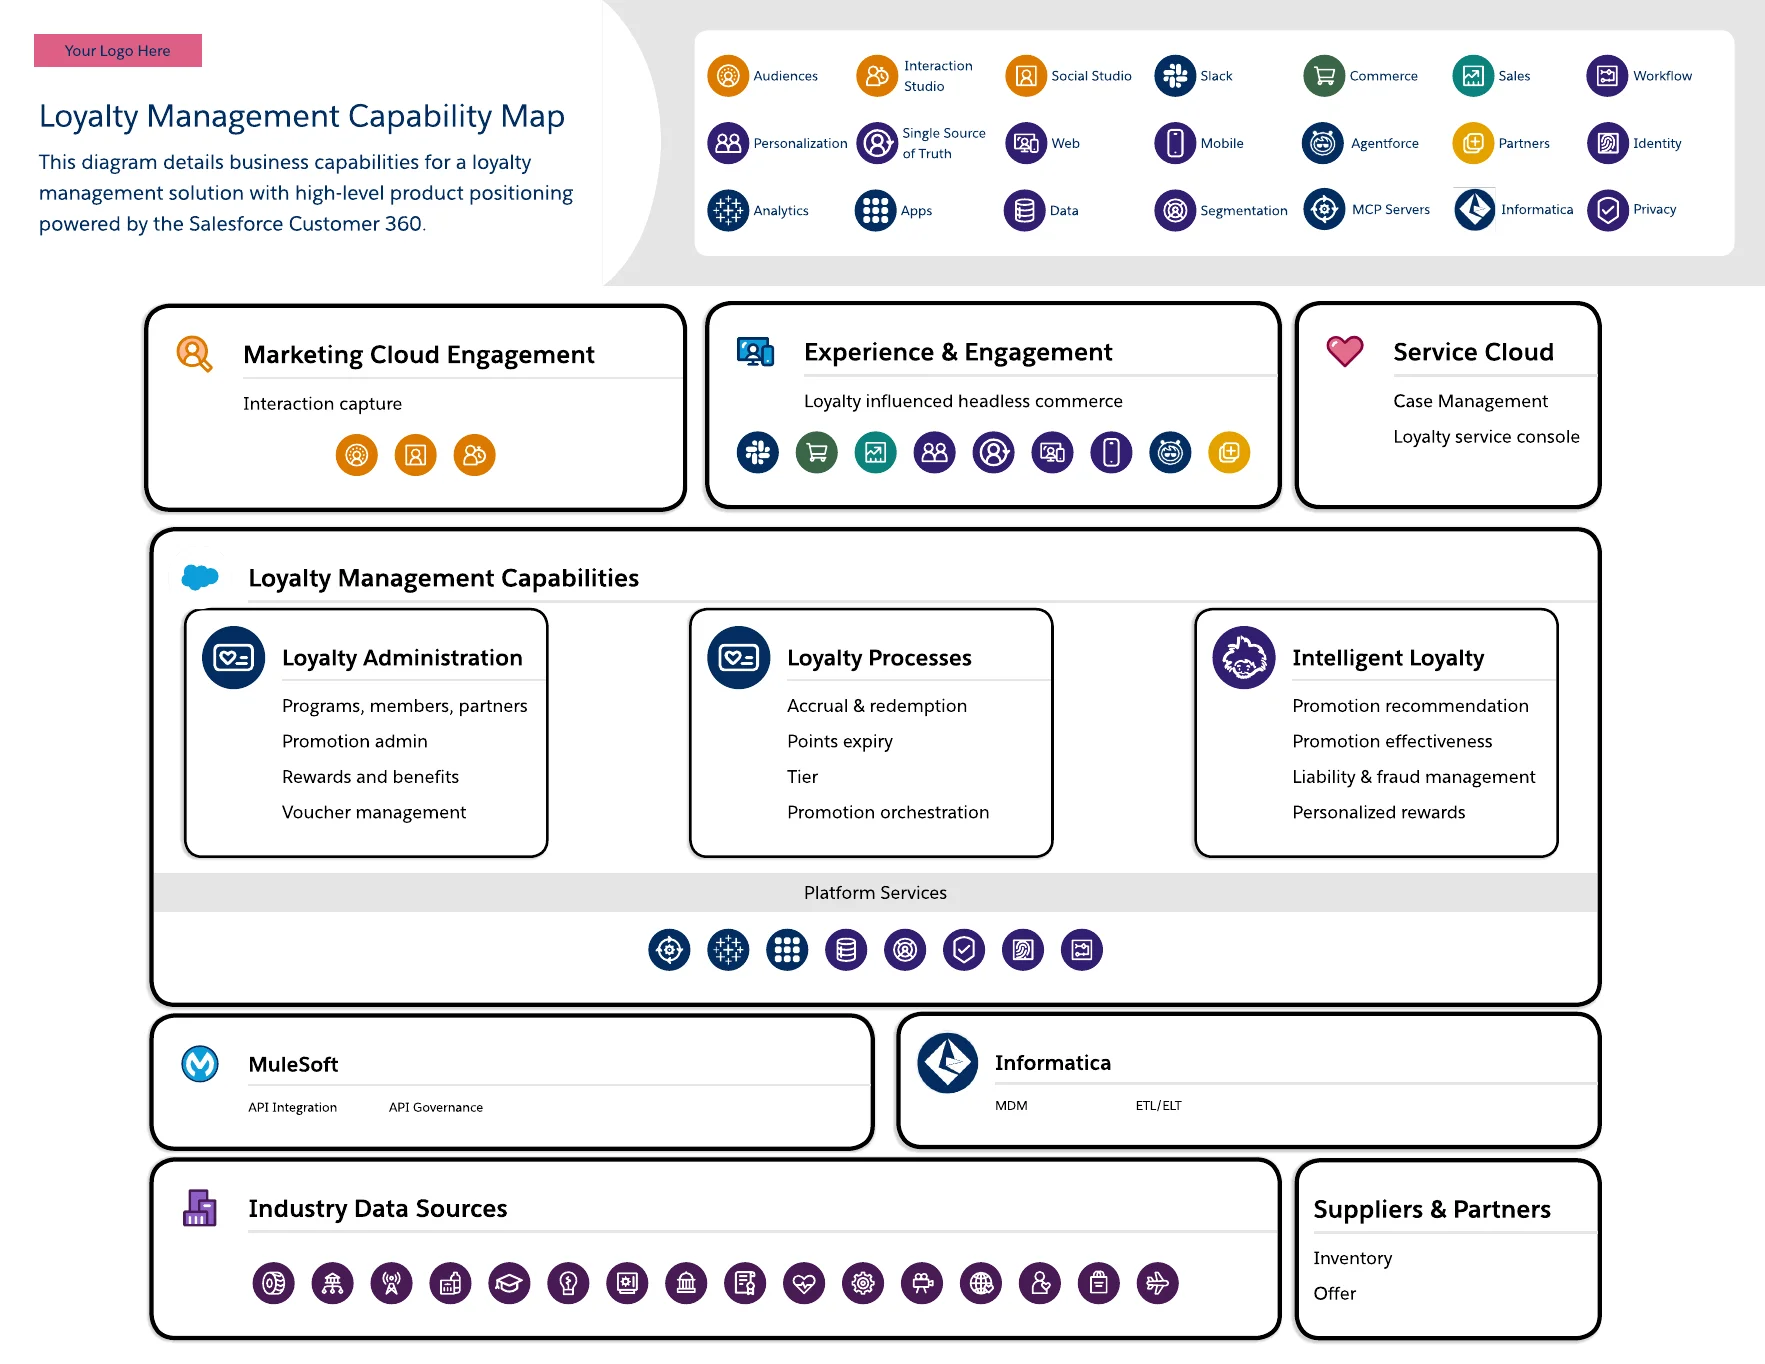 Your Logo Here
Loyalty Management Capability Map
This diagram details business capabilities for a loyalty
management solution with high-level product positioning
powered by the Salesforce Customer 360.
Audiences
Interaction
Studio
Social Studio
Slack
Commerce
Sales
Workflow
Personalization
Single Source
of Truth
Web
Mobile
Agentforce
Partners
Identity
Analytics
Apps
Data
Segmentation
MCP Servers
Informatica
Privacy
Marketing Cloud Engagement
Interaction capture
Experience & Engagement
Loyalty influenced headless commerce
Service Cloud
Case Management
Loyalty service console
Loyalty Management Capabilities
Loyalty Administration
Programs, members, partners
Promotion admin
Rewards and benefits
Voucher management
Loyalty Processes
Accrual & redemption
Points expiry
Tier
Promotion orchestration
Intelligent Loyalty
Promotion recommendation
Promotion effectiveness
Liability & fraud management
Personalized rewards
Platform Services
MuleSoft
API Integration
API Governance
Informatica
MDM
ETL/ELT
Industry Data Sources
Suppliers & Partners
Inventory
Offer